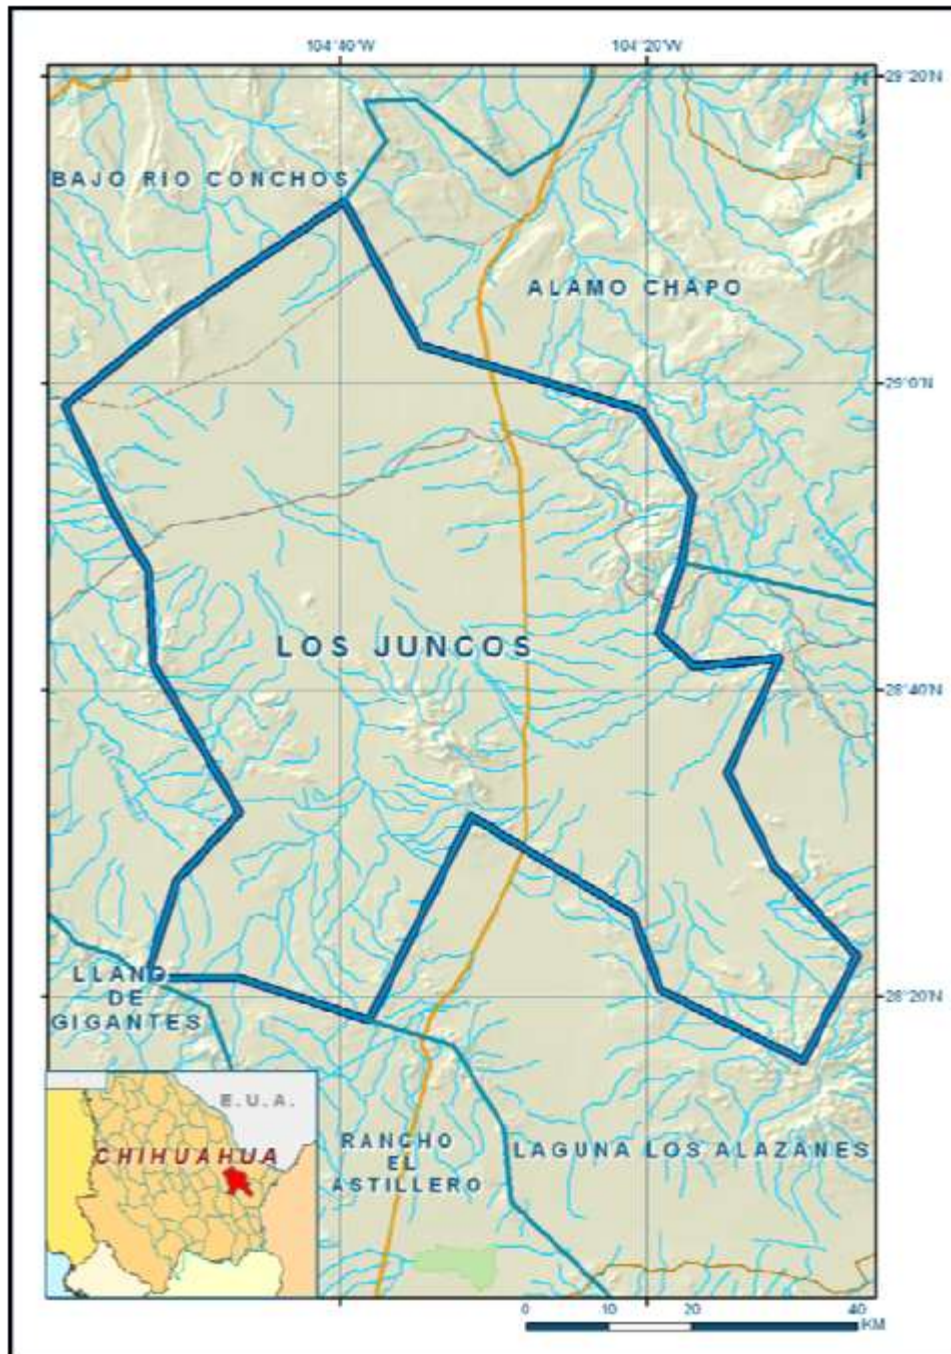 104°40'W
104°20'W
29°20'N
BAJO RIO CONCHOS
ALAMO CHAPO
29°0'N
LOS JUNCOS
28°40'N
LLANO
DE
GIGANTES
28°20'N
E.U.A.
CHIHUAHUA
RANCHO
EL
ASTILLERO
LAGUNA LOS ALAZANES
0 10 20 40
KM